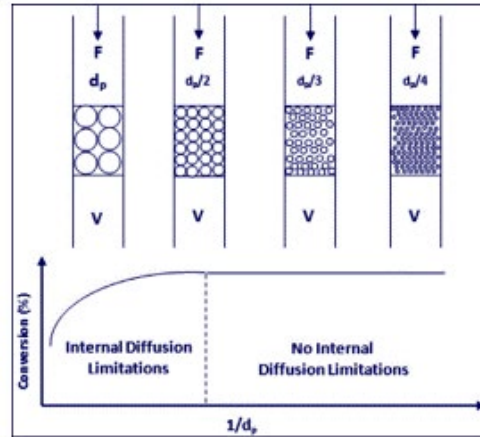 F F F F
dp dp/2 dp/3 dp/4
V V V V
Conversion (%)
Internal Diffusion
Limitations
No Internal
Diffusion Limitations
1/dp